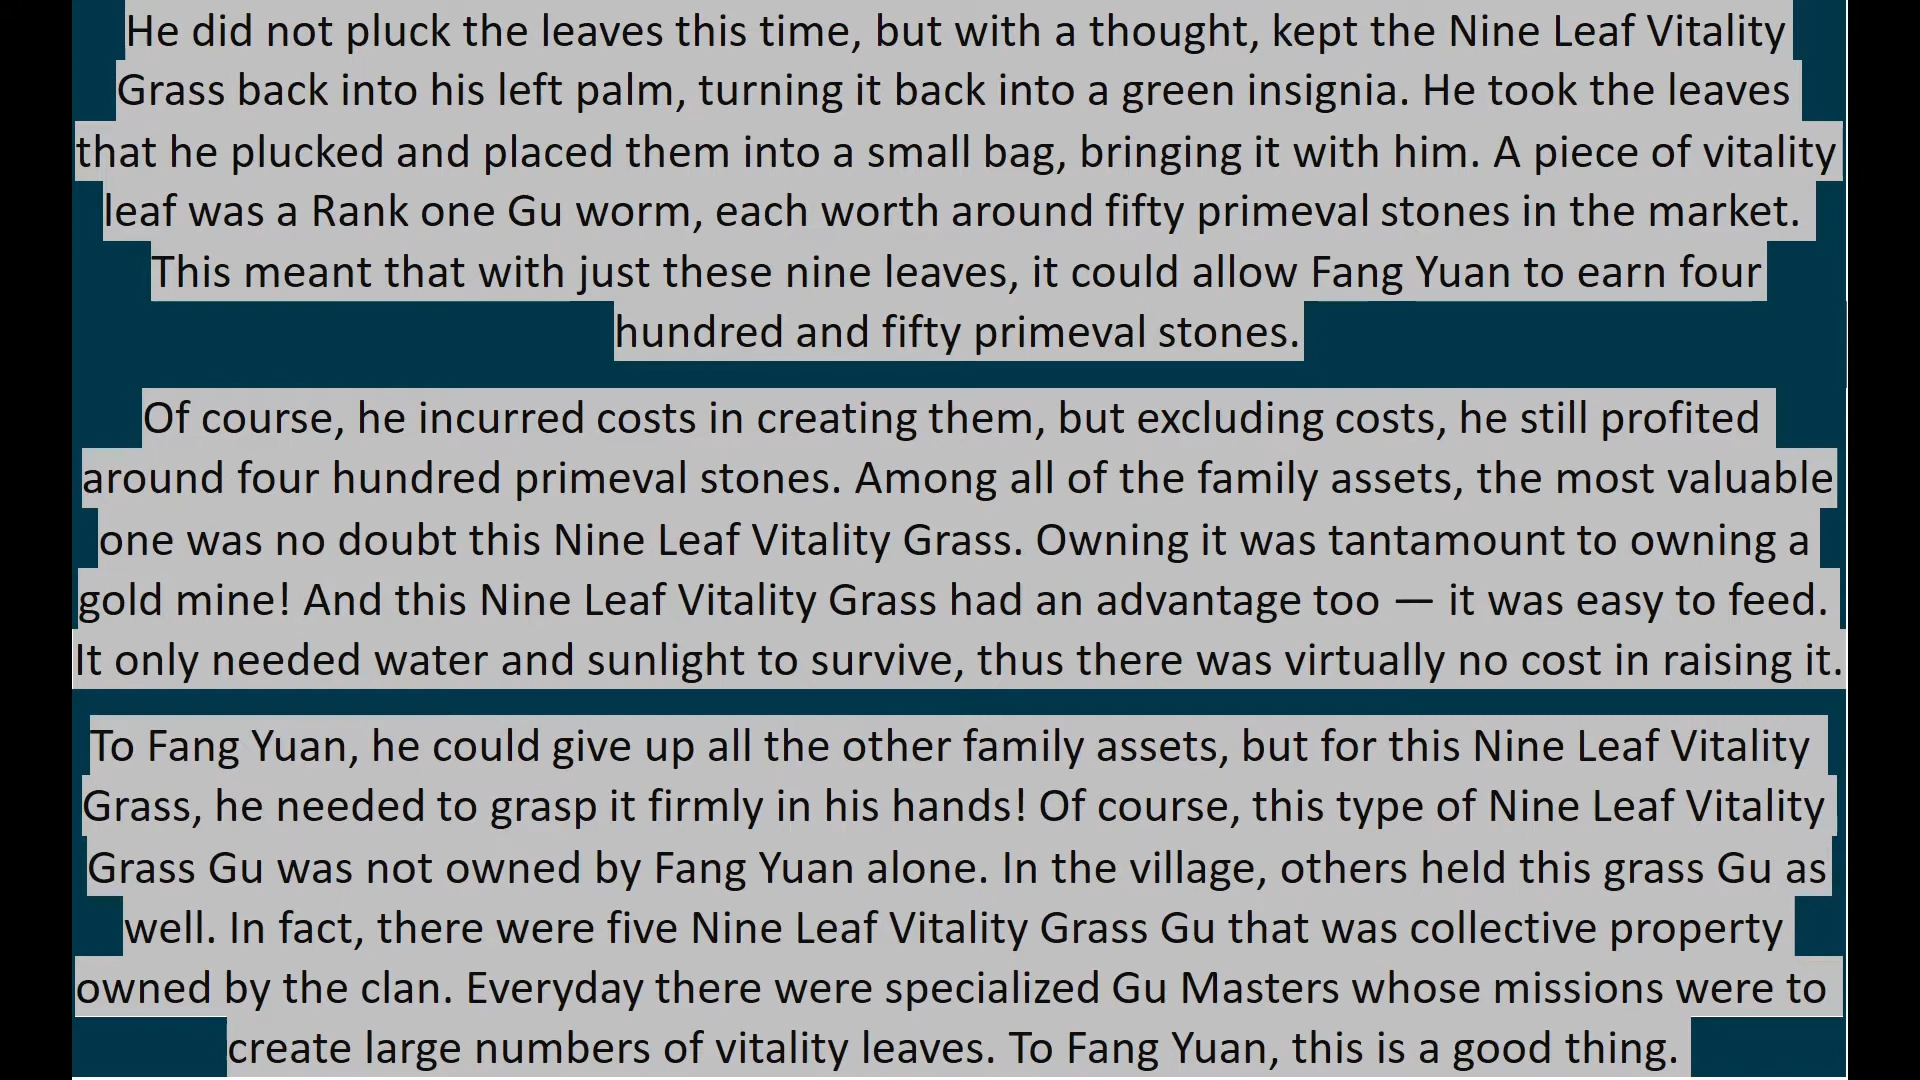 He did not pluck the leaves this time, but with a thought, kept the Nine Leaf Vitality
Grass back into his left palm, turning it back into a green insignia. He took the leaves
that he plucked and placed them into a small bag, bringing it with him. A piece of vitality
leaf was a Rank one Gu worm, each worth around fifty primeval stones in the market.
This meant that with just these nine leaves, it could allow Fang Yuan to earn four
hundred and fifty primeval stones.
Of course, he incurred costs in creating them, but excluding costs, he still profited
around four hundred primeval stones. Among all of the family assets, the most valuable
one was no doubt this Nine Leaf Vitality Grass. Owning it was tantamount to owning a
gold mine! And this Nine Leaf Vitality Grass had an advantage too — it was easy to feed.
It only needed water and sunlight to survive, thus there was virtually no cost in raising it.
To Fang Yuan, he could give up all the other family assets, but for this Nine Leaf Vitality
Grass, he needed to grasp it firmly in his hands! Of course, this type of Nine Leaf Vitality
Grass Gu was not owned by Fang Yuan alone. In the village, others held this grass Gu as
well. In fact, there were five Nine Leaf Vitality Grass Gu that was collective property
owned by the clan. Everyday there were specialized Gu Masters whose missions were to
create large numbers of vitality leaves. To Fang Yuan, this is a good thing.